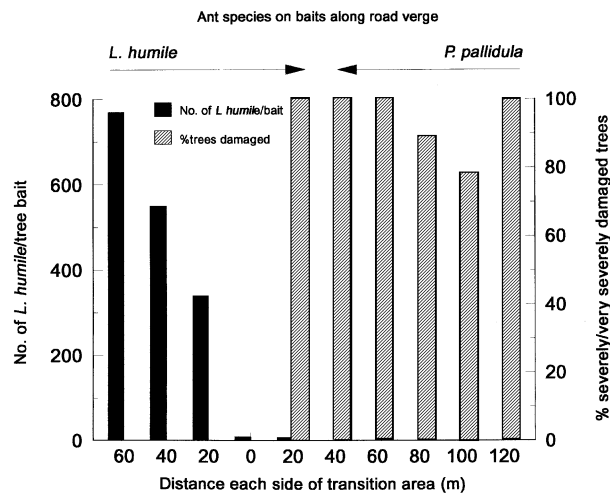 Ant species on baits along road verge
L. humile P. pallidula
No. of L humile/bait
%trees damaged
No. of L. humile/tree bait
800
600
400
200
0
100
80
60
40
20
0
% severely/very severely damaged trees
60 40 20 0 20 40 60 80 100 120
Distance each side of transition area (m)